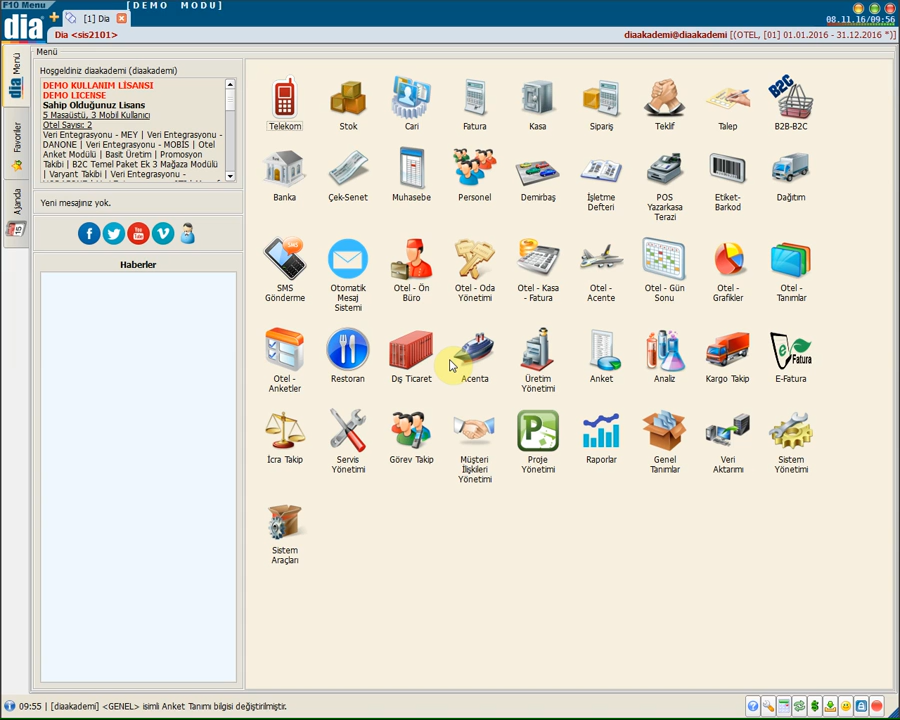 F10 Menu
[DEMO MODU]
dia
[1] Dia
08.11.16/09:56
Dia <sis2101>
diaakademi@diaakademi [(OTEL, [01] 01.01.2016 - 31.12.2016 ")]
dia Menü
Favoriler
Ajanda
Menü
Hoşgeldiniz diaakademi (diaakademi)
DEMO KULLANIM LİSANSI
DEMO LICENSE
Sahip Olduğunuz Lisans
5 Masaüstü, 3 Mobil Kullanıcı
Otel Sayısı: 2
Veri Entegrasyonu - MEY | Veri Entegrasyonu -
DANONE | Veri Entegrasyonu - MOBİS | Otel
Anket Modülü | Basit Üretim | Promosyon
Takibi | B2C Temel Paket Ek 3 Mağaza Modülü
| Varyant Takibi | Veri Entegrasyonu -
Yeni mesajınız yok.
Haberler
Telekom
Stok
Cari
Fatura
Kasa
Sipariş
Teklif
Talep
B2C
B2B-B2C
Banka
Çek-Senet
Muhasebe
Personel
Demirbaş
İşletme
Defteri
POS
Yazarkasa
Terazi
Etiket-
Barkod
Dağıtım
SMS
Gönderme
Otomatik
Mesaj
Sistemi
Otel - Ön
Büro
Otel - Oda
Yönetimi
Otel - Kasa
- Fatura
Otel -
Acente
Otel - Gün
Sonu
Otel -
Grafikler
Otel -
Tanımlar
Otel -
Anketler
Restoran
Dış Ticaret
Acenta
Üretim
Yönetimi
Anket
Analiz
Kargo Takip
e Fatura
E-Fatura
İcra Takip
Servis
Yönetimi
Görev Takip
Müşteri
İlişkileri
Yönetimi
P
Proje
Yönetimi
Raporlar
Genel
Tanımlar
Veri
Aktarımı
Sistem
Yönetimi
Sistem
Araçları
09:55 | [diaakademi] <GENEL> isimli Anket Tanımı bilgisi değiştirilmiştir.